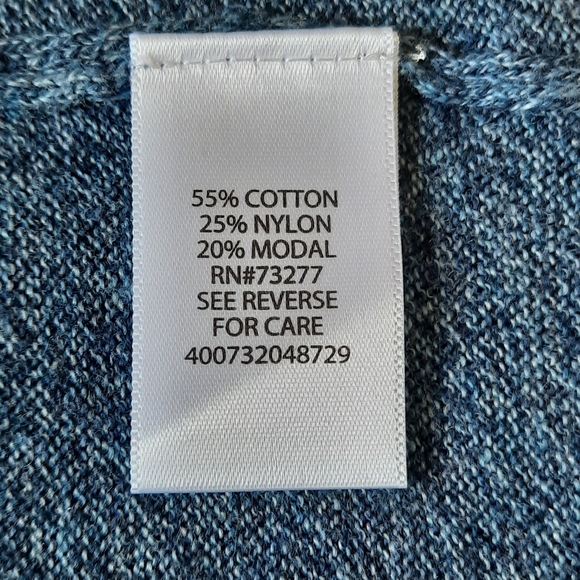 55% COTTON
25% NYLON
20% MODAL
RN#73277
SEE REVERSE
FOR CARE
400732048729